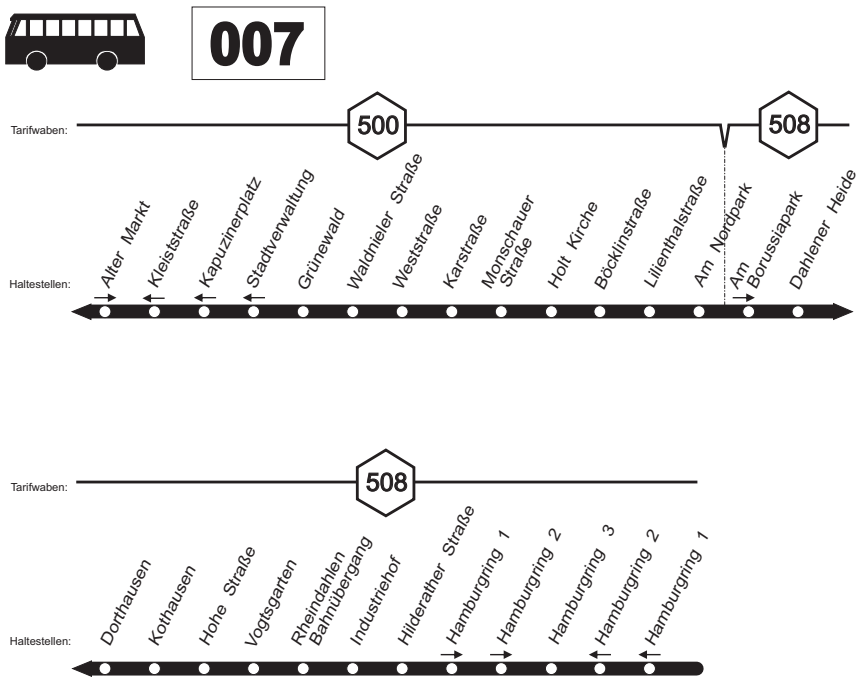 007
Tarifwaben:
500
508
Haltestellen:
Alter Markt
Kleiststraße
Kapuzinerplatz
Stadtverwaltung
Grünewald
Waldnieler Straße
Weststraße
Karstraße
Monschauer
Straße
Holt Kirche
Böcklinstraße
Lilienthalstraße
Am Nordpark
Am
Borussiapark
Dahlener Heide
Tarifwaben:
508
Haltestellen:
Dorthausen
Kothausen
Hohe Straße
Vogtsgarten
Rheindahlen
Bahnübergang
Industriehof
Hilderather Straße
Hamburgring 1
Hamburgring 2
Hamburgring 3
Hamburgring 2
Hamburgring 1